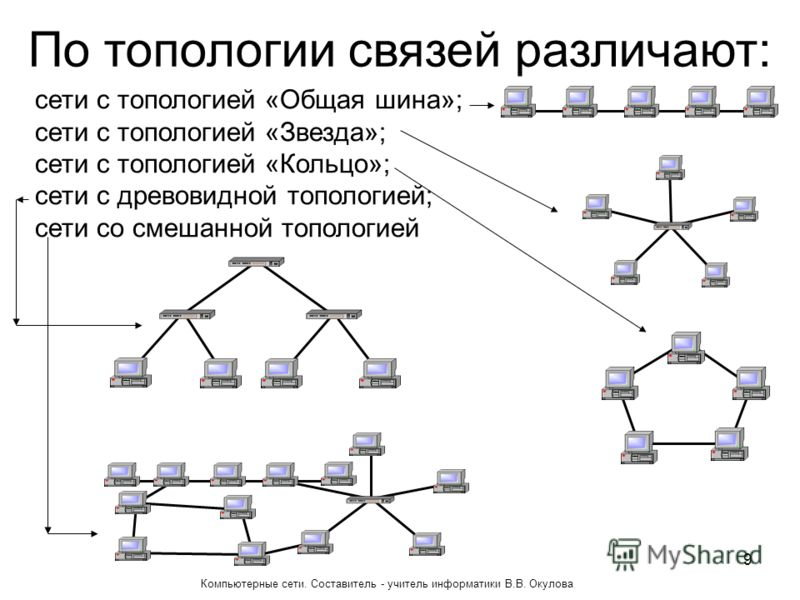 По топологии связей различают:
сети с топологией «Общая шина»;
сети с топологией «Звезда»;
сети с топологией «Кольцо»;
сети с древовидной топологией;
сети со смешанной топологией
MyShared
9
Компьютерные сети. Составитель - учитель информатики В.В. Окулова